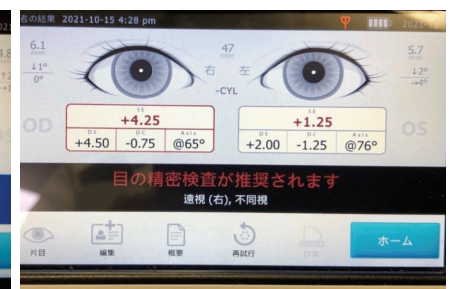 者の結果 2021-10-15 4:28 pm
6.1
mm
↓1°
0°
47
mm
右 左
-CYL
5.7
mm
↓2°
→4°
OD
SE
+4.25
DS DC Axis
+4.50 -0.75 @65°
SE
+1.25
DS DC Axis
+2.00 -1.25 @76°
OS
目の精密検査が推奨されます
遠視 (右), 不同視
片目
編集
概要
再試行
印刷
ホーム